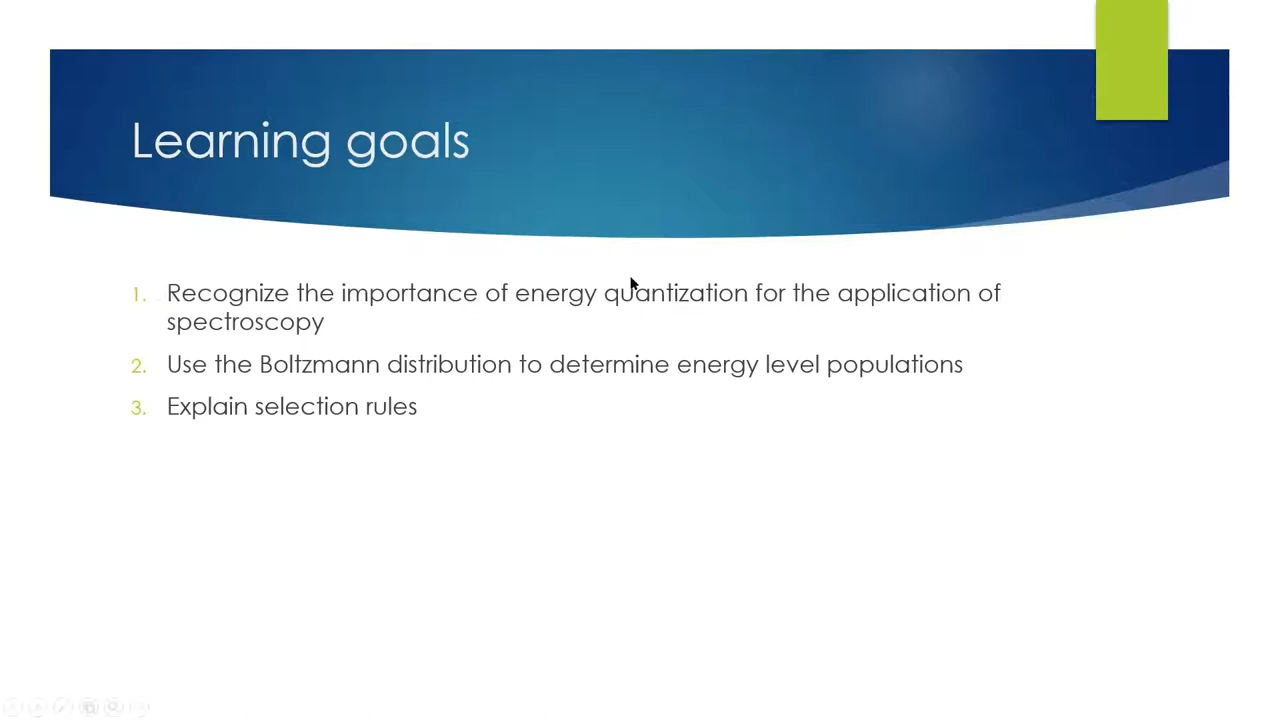 Learning goals
1. Recognize the importance of energy quantization for the application of
spectroscopy
2. Use the Boltzmann distribution to determine energy level populations
3. Explain selection rules